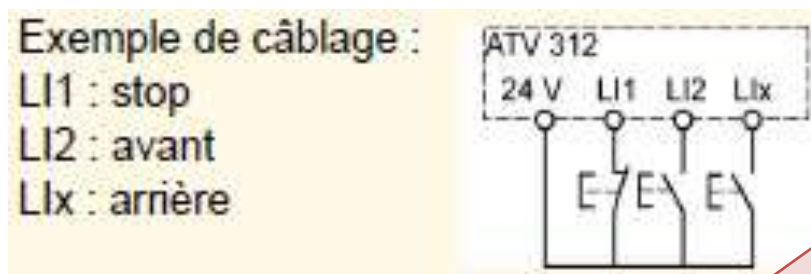 Exemple de câblage :
LI1 : stop
LI2 : avant
LIx : arrière
ATV 312
24 V LI1 LI2 LIx